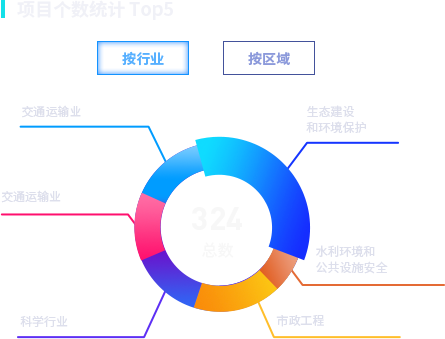 项目个数统计 Top5
按行业
按区域
交通运输业
生态建设
和环境保护
交通运输业
324
总数
水利环境和
公共设施安全
科学行业
市政工程